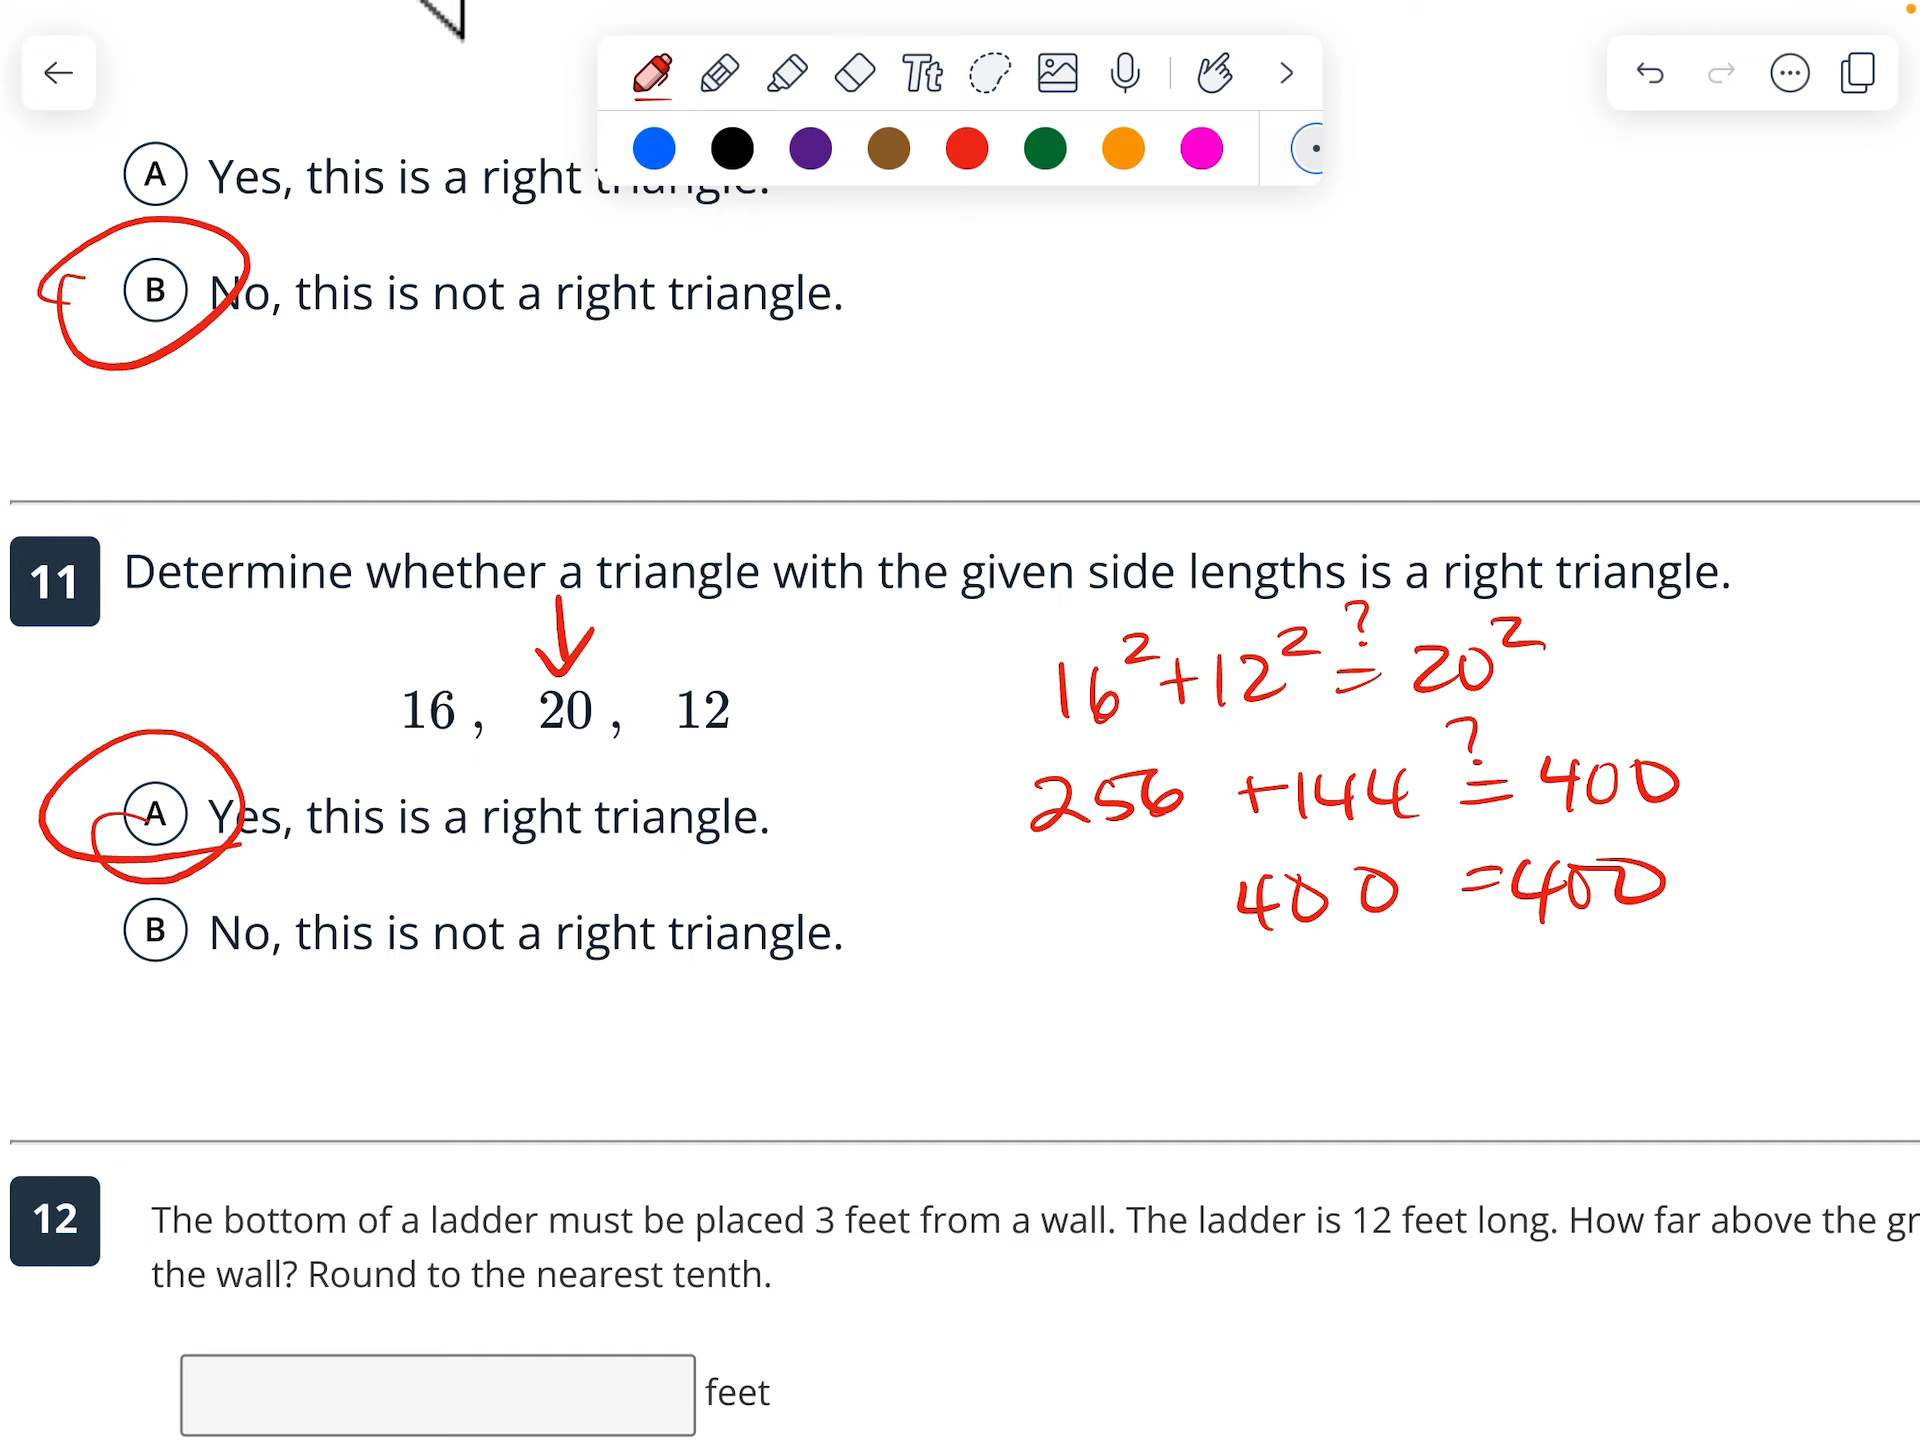 Tt
A Yes, this is a right triangle.
B No, this is not a right triangle.
11 Determine whether a triangle with the given side lengths is a right triangle.
16 , 20 , 12
16² + 12² ≟ 20²
256 + 144 ≟ 400
400 = 400
A Yes, this is a right triangle.
B No, this is not a right triangle.
12 The bottom of a ladder must be placed 3 feet from a wall. The ladder is 12 feet long. How far above the gr
the wall? Round to the nearest tenth.
feet